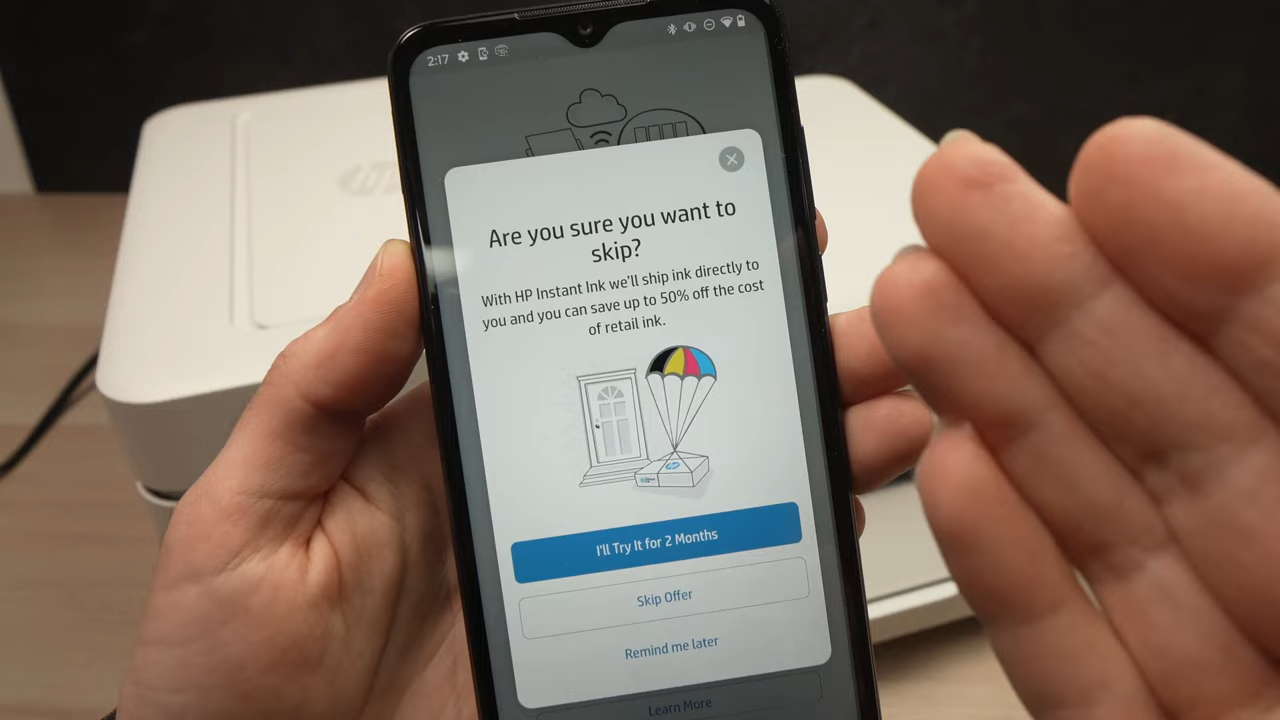 2:17
hp
Are you sure you want to
skip?
With HP Instant Ink we'll ship ink directly to
you and you can save up to 50% off the cost
of retail ink.
hp
I'll Try It for 2 Months
Skip Offer
Remind me later
Learn More